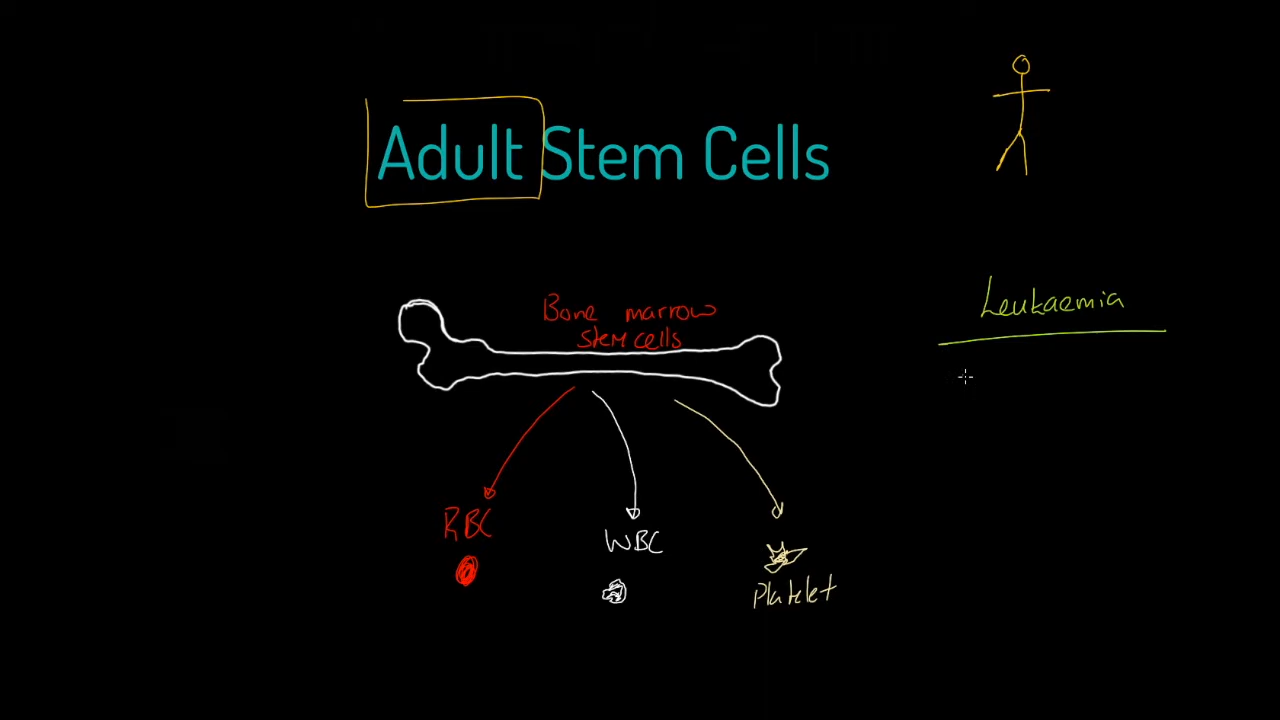 Adult Stem Cells
Leukaemia
Bone marrow
stem cells
RBC
WBC
Platelet